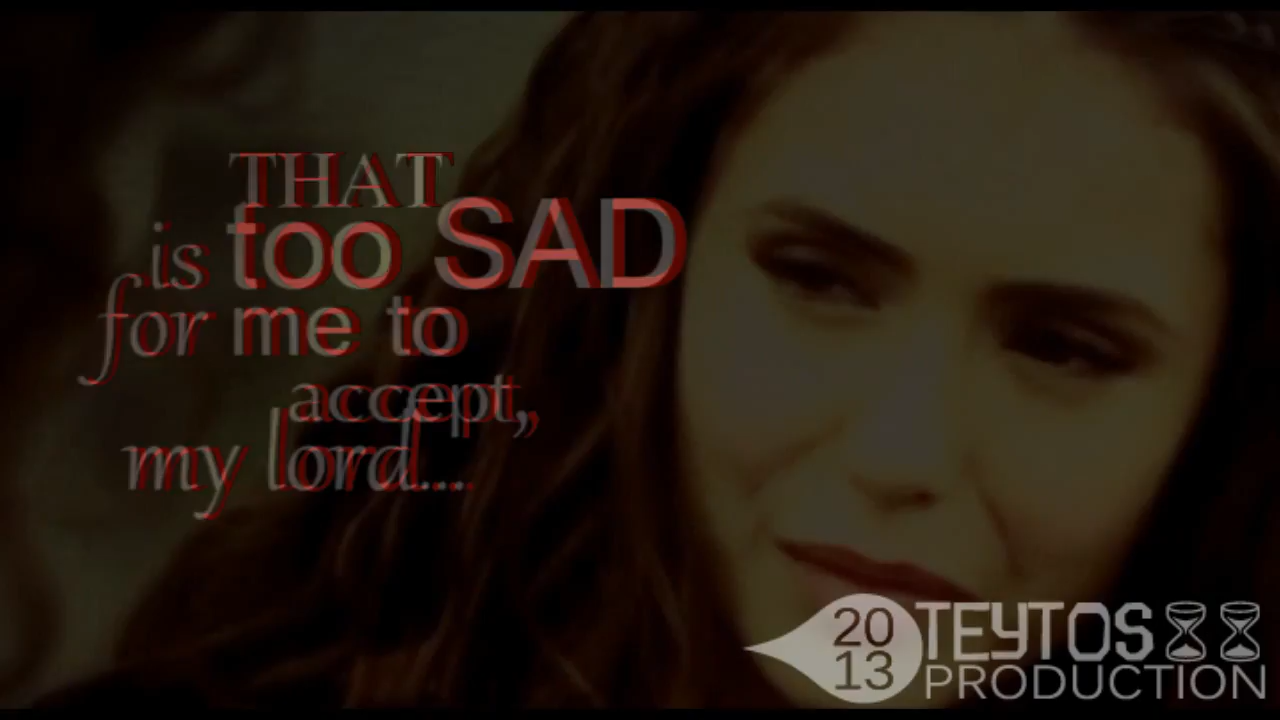 THAT
is too SAD
for me to
accept,
my lord....
20
13
TEYTOS
PRODUCTION